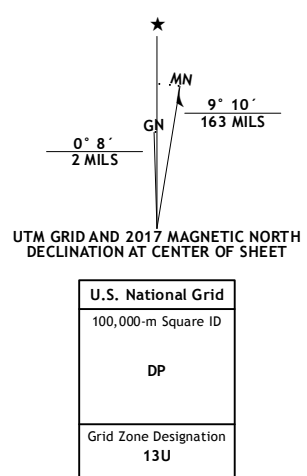 ★
MN
GN
9° 10´
163 MILS
0° 8´
2 MILS
UTM GRID AND 2017 MAGNETIC NORTH
DECLINATION AT CENTER OF SHEET
U.S. National Grid
100,000-m Square ID
DP
Grid Zone Designation
13U